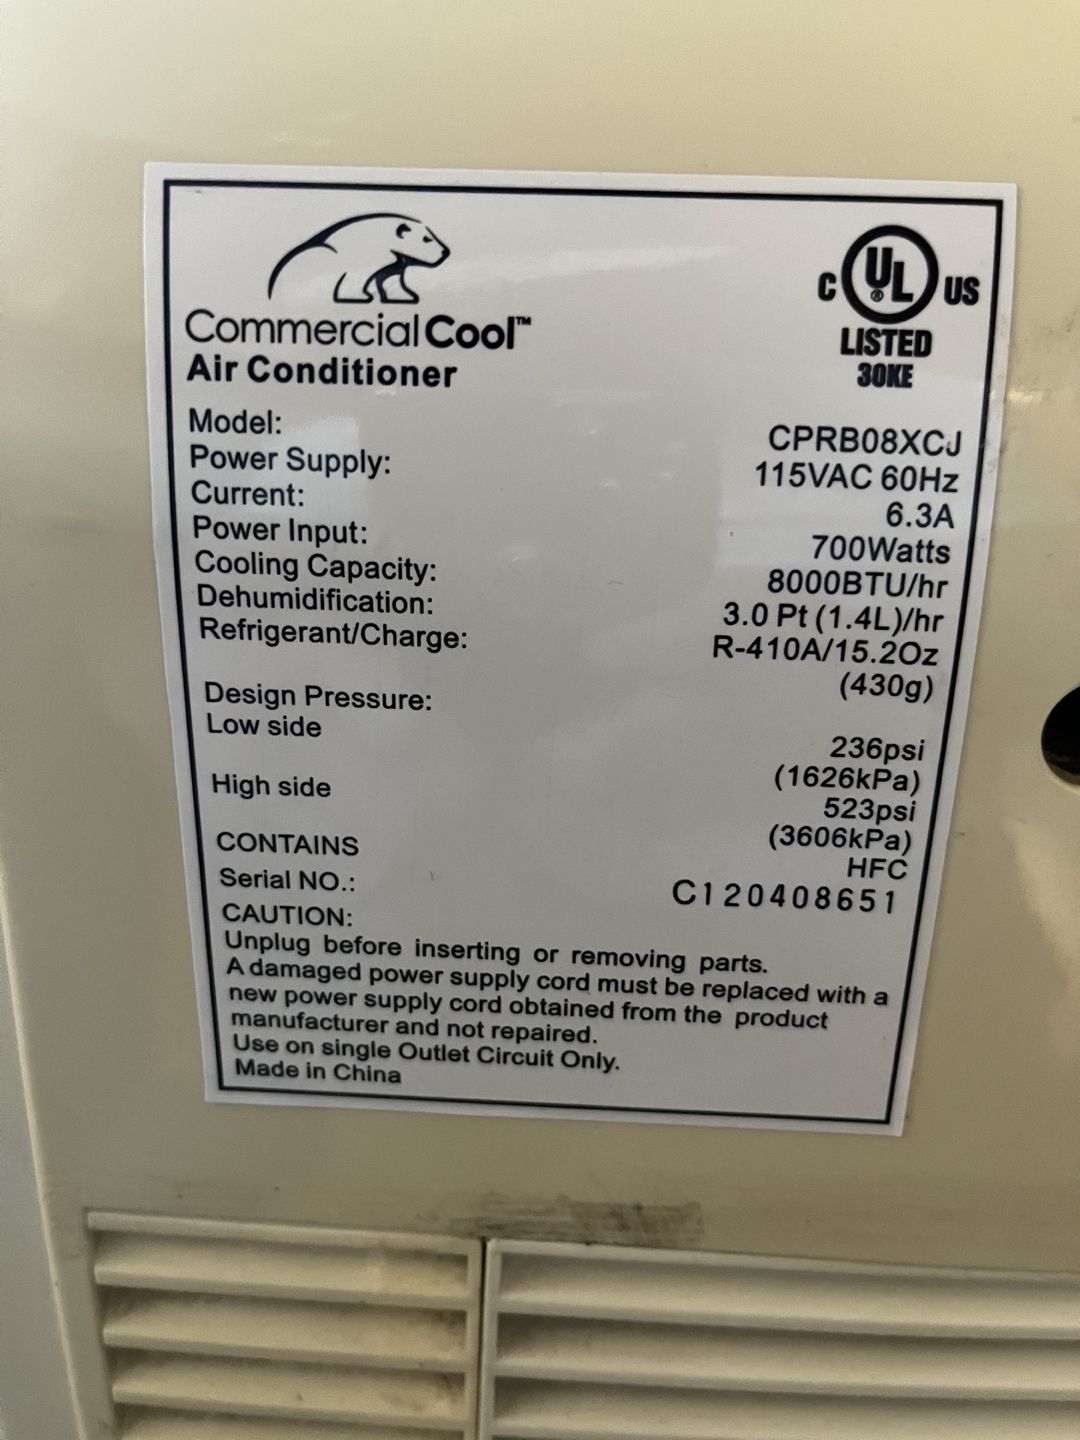 CommercialCool™
Air Conditioner
C UL® US
LISTED
30KE
Model: CPRB08XCJ
Power Supply: 115VAC 60Hz
Current: 6.3A
Power Input: 700Watts
Cooling Capacity: 8000BTU/hr
Dehumidification: 3.0 Pt (1.4L)/hr
Refrigerant/Charge: R-410A/15.2Oz
(430g)
Design Pressure:
Low side 236psi
(1626kPa)
High side 523psi
(3606kPa)
CONTAINS HFC
Serial NO.: C120408651
CAUTION:
Unplug before inserting or removing parts.
A damaged power supply cord must be replaced with a
new power supply cord obtained from the product
manufacturer and not repaired.
Use on single Outlet Circuit Only.
Made in China